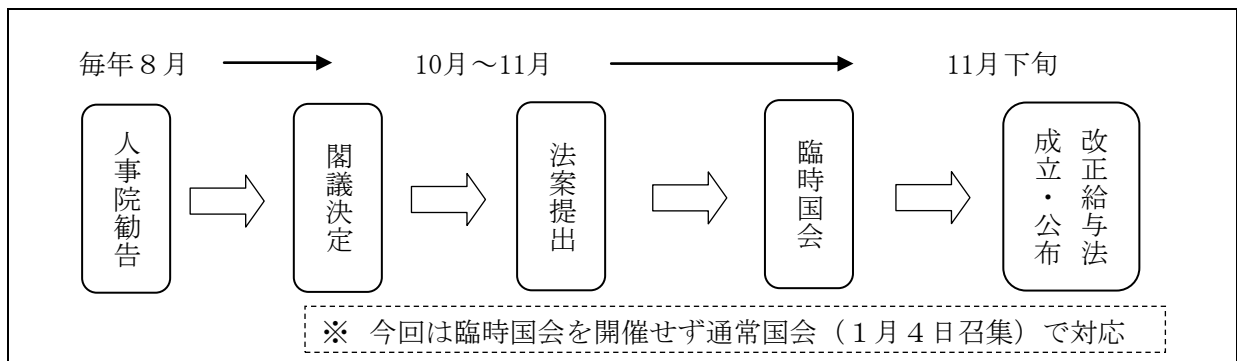 毎年８月
10月～11月
11月下旬
人事院勧告
閣議決定
法案提出
臨時国会
改正給与法
成立・公布
※ 今回は臨時国会を開催せず通常国会（１月４日召集）で対応